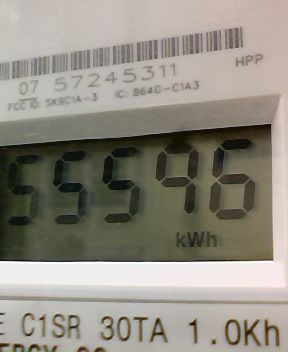 07 57245311
HPP
FCC ID: SK9C1A-3 IC: 864G-C1A3
55596
kWh
E C1SR 30TA 1.0Kh